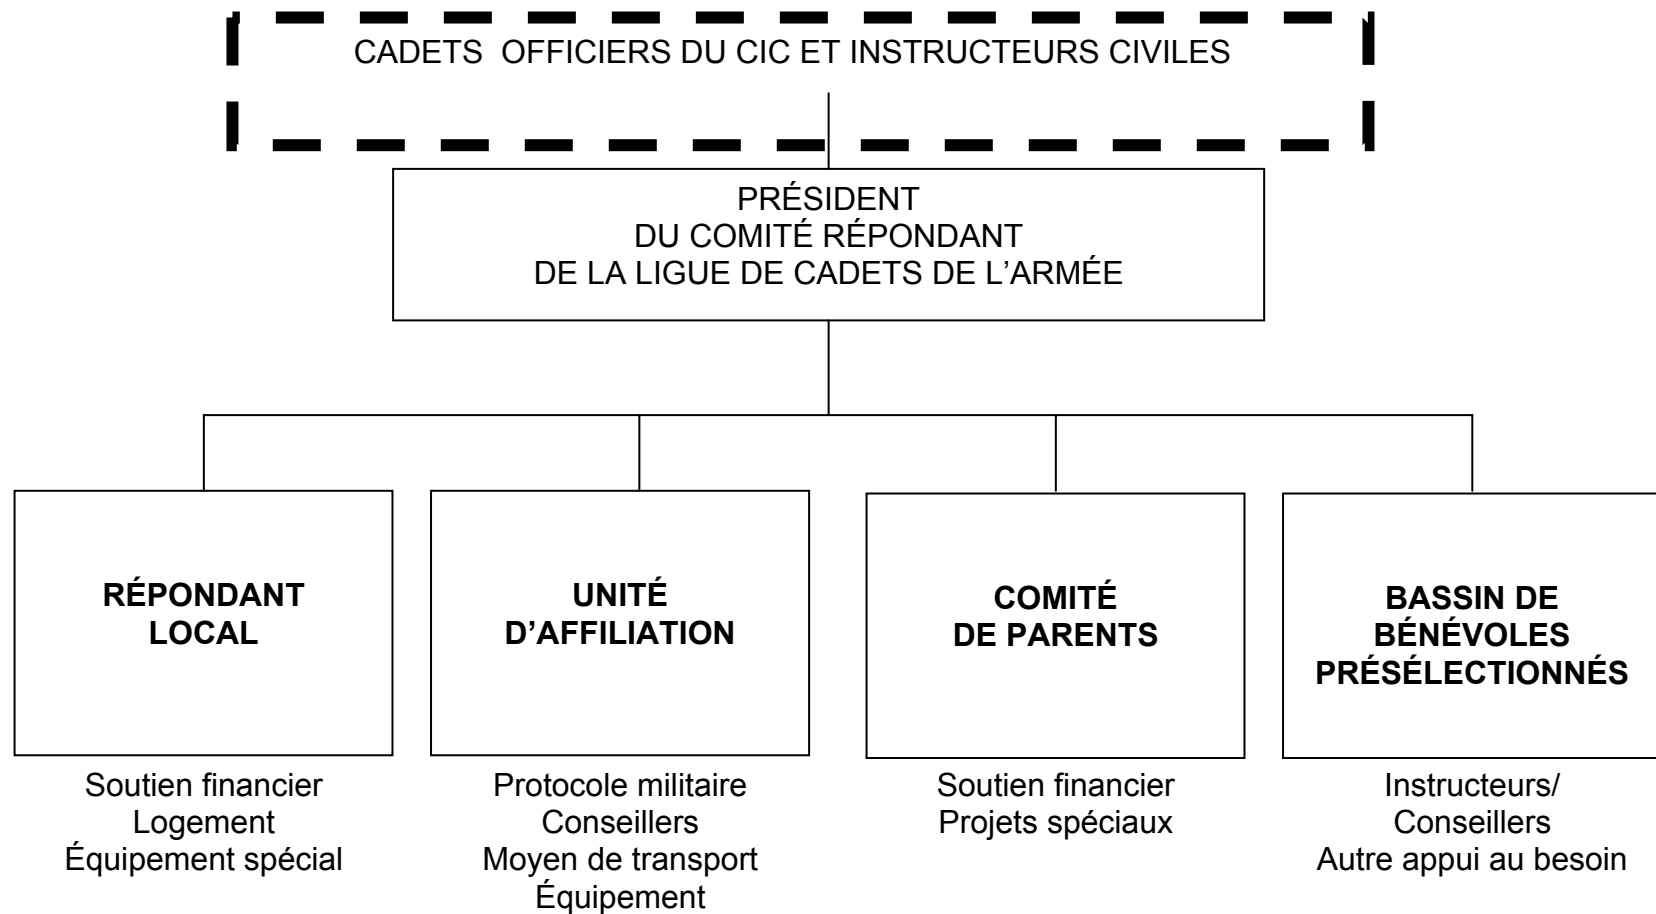 CADETS OFFICIERS DU CIC ET INSTRUCTEURS CIVILES
PRÉSIDENT
DU COMITÉ RÉPONDANT
DE LA LIGUE DE CADETS DE L’ARMÉE
RÉPONDANT
LOCAL
Soutien financier
Logement
Équipement spécial
UNITÉ
D’AFFILIATION
Protocole militaire
Conseillers
Moyen de transport
Équipement
COMITÉ
DE PARENTS
Soutien financier
Projets spéciaux
BASSIN DE
BÉNÉVOLES
PRÉSÉLECTIONNÉS
Instructeurs/
Conseillers
Autre appui au besoin